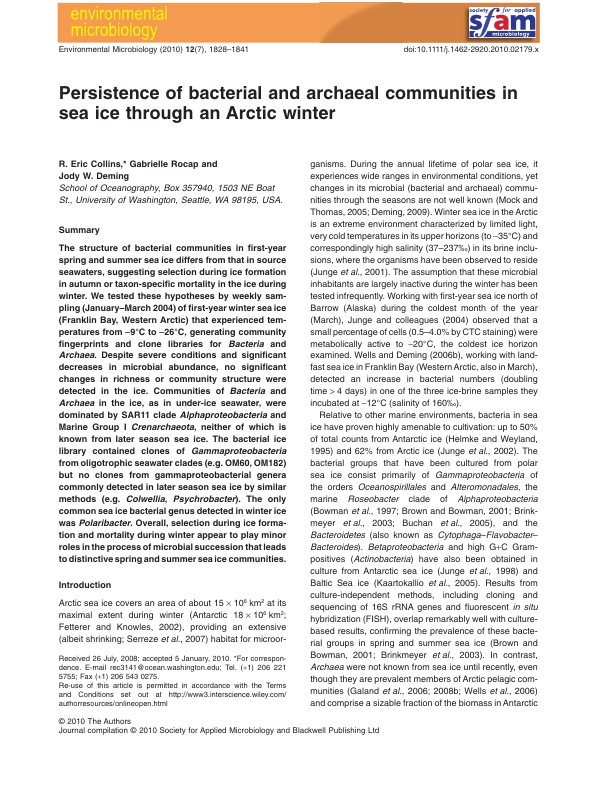 environmental
microbiology
society for applied
sfam
microbiology
Environmental Microbiology (2010) 12(7), 1828–1841
doi:10.1111/j.1462-2920.2010.02179.x
Persistence of bacterial and archaeal communities in
sea ice through an Arctic winter
R. Eric Collins,* Gabrielle Rocap and
Jody W. Deming
School of Oceanography, Box 357940, 1503 NE Boat
St., University of Washington, Seattle, WA 98195, USA.
Summary
The structure of bacterial communities in first-year
spring and summer sea ice differs from that in source
seawaters, suggesting selection during ice formation
in autumn or taxon-specific mortality in the ice during
winter. We tested these hypotheses by weekly sam-
pling (January–March 2004) of first-year winter sea ice
(Franklin Bay, Western Arctic) that experienced tem-
peratures from –9°C to –26°C, generating community
fingerprints and clone libraries for Bacteria and
Archaea. Despite severe conditions and significant
decreases in microbial abundance, no significant
changes in richness or community structure were
detected in the ice. Communities of Bacteria and
Archaea in the ice, as in under-ice seawater, were
dominated by SAR11 clade Alphaproteobacteria and
Marine Group I Crenarchaeota, neither of which is
known from later season sea ice. The bacterial ice
library contained clones of Gammaproteobacteria
from oligotrophic seawater clades (e.g. OM60, OM182)
but no clones from gammaproteobacterial genera
commonly detected in later season sea ice by similar
methods (e.g. Colwellia, Psychrobacter). The only
common sea ice bacterial genus detected in winter ice
was Polaribacter. Overall, selection during ice forma-
tion and mortality during winter appear to play minor
roles in the process of microbial succession that leads
to distinctive spring and summer sea ice communities.
Introduction
Arctic sea ice covers an area of about 15 × 10⁶ km² at its
maximal extent during winter (Antarctic 18 × 10⁶ km²;
Fetterer and Knowles, 2002), providing an extensive
(albeit shrinking; Serreze et al., 2007) habitat for microor-
Received 26 July, 2008; accepted 5 January, 2010. *For correspon-
dence. E-mail rec3141@ocean.washington.edu; Tel. (+1) 206 221
5755; Fax (+1) 206 543 0275.
Re-use of this article is permitted in accordance with the Terms
and Conditions set out at http://www3.interscience.wiley.com/
authorresources/onlineopen.html
ganisms. During the annual lifetime of polar sea ice, it
experiences wide ranges in environmental conditions, yet
changes in its microbial (bacterial and archaeal) commu-
nities through the seasons are not well known (Mock and
Thomas, 2005; Deming, 2009). Winter sea ice in the Arctic
is an extreme environment characterized by limited light,
very cold temperatures in its upper horizons (to –35°C) and
correspondingly high salinity (37–237‰) in its brine inclu-
sions, where the organisms have been observed to reside
(Junge et al., 2001). The assumption that these microbial
inhabitants are largely inactive during the winter has been
tested infrequently. Working with first-year sea ice north of
Barrow (Alaska) during the coldest month of the year
(March), Junge and colleagues (2004) observed that a
small percentage of cells (0.5–4.0% by CTC staining) were
metabolically active to –20°C, the coldest ice horizon
examined. Wells and Deming (2006b), working with land-
fast sea ice in Franklin Bay (Western Arctic, also in March),
detected an increase in bacterial numbers (doubling
time > 4 days) in one of the three ice-brine samples they
incubated at –12°C (salinity of 160‰).
Relative to other marine environments, bacteria in sea
ice have proven highly amenable to cultivation: up to 50%
of total counts from Antarctic ice (Helmke and Weyland,
1995) and 62% from Arctic ice (Junge et al., 2002). The
bacterial groups that have been cultured from polar
sea ice consist primarily of Gammaproteobacteria of
the orders Oceanospirillales and Alteromonadales, the
marine Roseobacter clade of Alphaproteobacteria
(Bowman et al., 1997; Brown and Bowman, 2001; Brink-
meyer et al., 2003; Buchan et al., 2005), and the
Bacteroidetes (also known as Cytophaga–Flavobacter–
Bacteroides). Betaproteobacteria and high G+C Gram-
positives (Actinobacteria) have also been obtained in
culture from Antarctic sea ice (Junge et al., 1998) and
Baltic Sea ice (Kaartokallio et al., 2005). Results from
culture-independent methods, including cloning and
sequencing of 16S rRNA genes and fluorescent in situ
hybridization (FISH), overlap remarkably well with culture-
based results, confirming the prevalence of these bacte-
rial groups in spring and summer sea ice (Brown and
Bowman, 2001; Brinkmeyer et al., 2003). In contrast,
Archaea were not known from sea ice until recently, even
though they are prevalent members of Arctic pelagic com-
munities (Galand et al., 2006; 2008b; Wells et al., 2006)
and comprise a sizable fraction of the biomass in Antarctic
© 2010 The Authors
Journal compilation © 2010 Society for Applied Microbiology and Blackwell Publishing Ltd